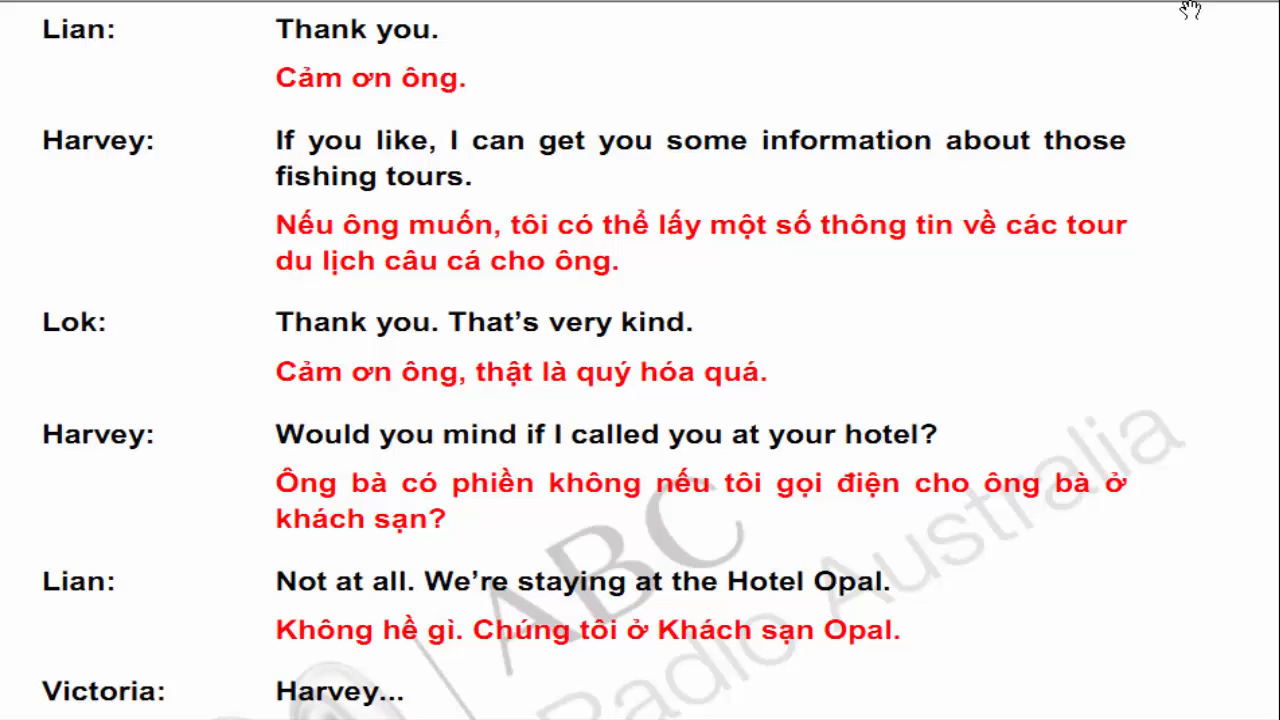 Lian: Thank you.
Cảm ơn ông.
Harvey: If you like, I can get you some information about those
fishing tours.
Nếu ông muốn, tôi có thể lấy một số thông tin về các tour
du lịch câu cá cho ông.
Lok: Thank you. That’s very kind.
Cảm ơn ông, thật là quý hóa quá.
Harvey: Would you mind if I called you at your hotel?
Ông bà có phiền không nếu tôi gọi điện cho ông bà ở
khách sạn?
Lian: Not at all. We’re staying at the Hotel Opal.
Không hề gì. Chúng tôi ở Khách sạn Opal.
Victoria: Harvey...
ABC
Radio Australia